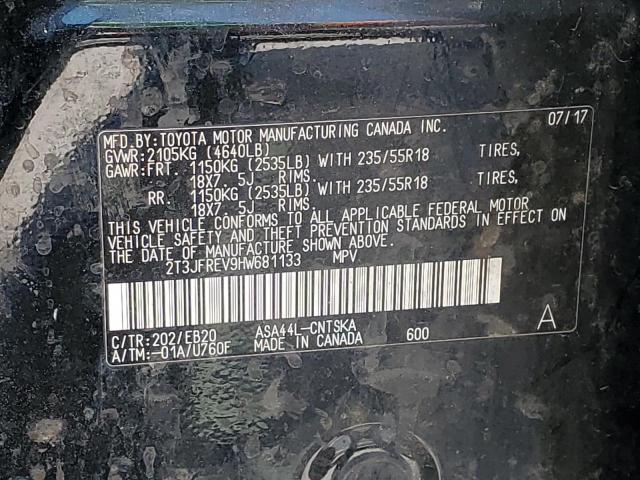 MFD.BY:TOYOTA MOTOR MANUFACTURING CANADA INC. 07/17
GVWR:2105KG (4640LB)
GAWR:FRT. 1150KG (2535LB) WITH 235/55R18 TIRES,
18X7. 5J RIMS.
RR. 1150KG (2535LB) WITH 235/55R18 TIRES,
18X7. 5J RIMS.
THIS VEHICLE CONFORMS TO ALL APPLICABLE FEDERAL MOTOR
VEHICLE SAFETY AND THEFT PREVENTION STANDARDS IN EFFECT ON
THE DATE OF MANUFACTURE SHOWN ABOVE.
2T3JFREV9HW681133 MPV
C/TR:202/EB20 ASA44L-CNTSKA 600 A
A/TM:-01A/U760F MADE IN CANADA